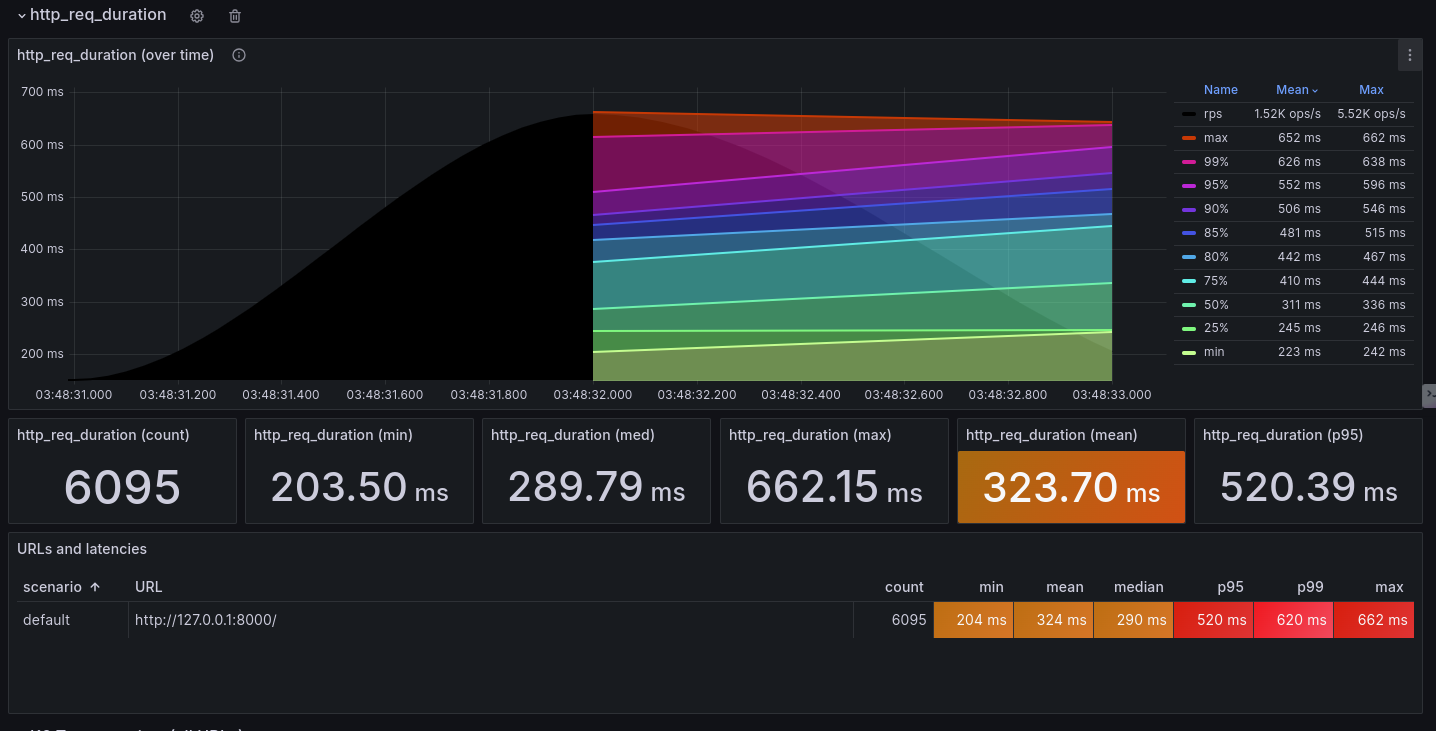 http_req_duration
http_req_duration (over time)
700 ms
600 ms
500 ms
400 ms
300 ms
200 ms
03:48:31.000 03:48:31.200 03:48:31.400 03:48:31.600 03:48:31.800 03:48:32.000 03:48:32.200 03:48:32.400 03:48:32.600 03:48:32.800 03:48:33.000
Name Mean Max
rps 1.52K ops/s 5.52K ops/s
max 652 ms 662 ms
99% 626 ms 638 ms
95% 552 ms 596 ms
90% 506 ms 546 ms
85% 481 ms 515 ms
80% 442 ms 467 ms
75% 410 ms 444 ms
50% 311 ms 336 ms
25% 245 ms 246 ms
min 223 ms 242 ms
http_req_duration (count) http_req_duration (min) http_req_duration (med) http_req_duration (max) http_req_duration (mean) http_req_duration (p95)
6095 203.50 ms 289.79 ms 662.15 ms 323.70 ms 520.39 ms
URLs and latencies
scenario URL count min mean median p95 p99 max
default http://127.0.0.1:8000/ 6095 204 ms 324 ms 290 ms 520 ms 620 ms 662 ms